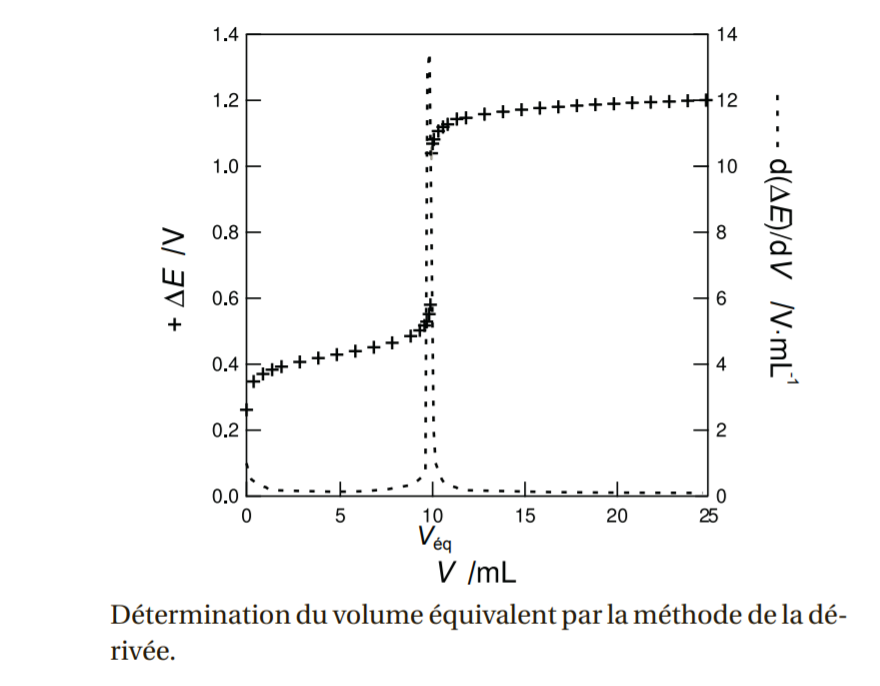 1.4
1.2
1.0
0.8
0.6
0.4
0.2
0.0
14
12
10
8
6
4
2
0
+ ΔE /V
d(ΔE)/dV /V·mL⁻¹
0 5 10 15 20 25
Véq
V /mL
Détermination du volume équivalent par la méthode de la dé-
rivée.